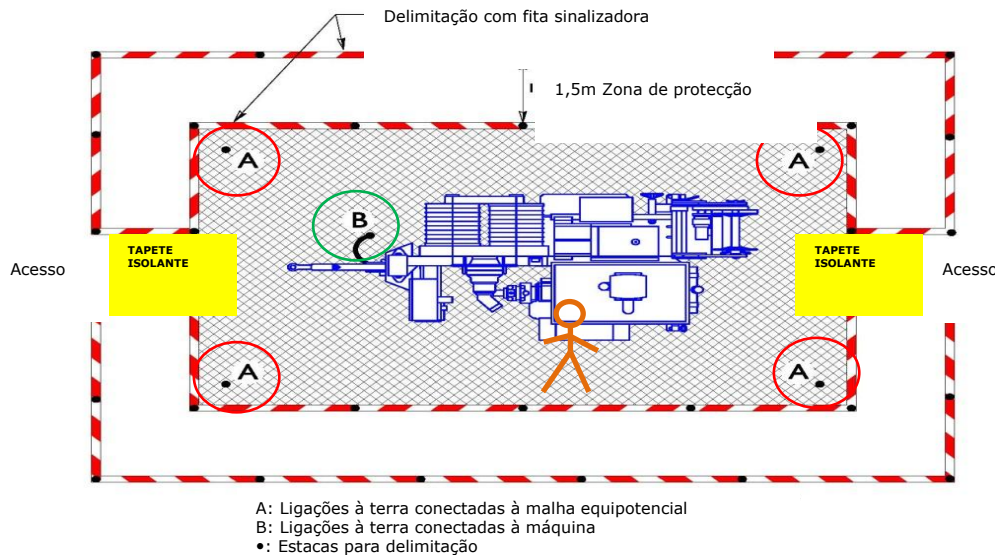 Delimitação com fita sinalizadora
1,5m Zona de protecção
A
A
B
TAPETE
ISOLANTE
TAPETE
ISOLANTE
Acesso
Acesso
A
A
A: Ligações à terra conectadas à malha equipotencial
B: Ligações à terra conectadas à máquina
•: Estacas para delimitação